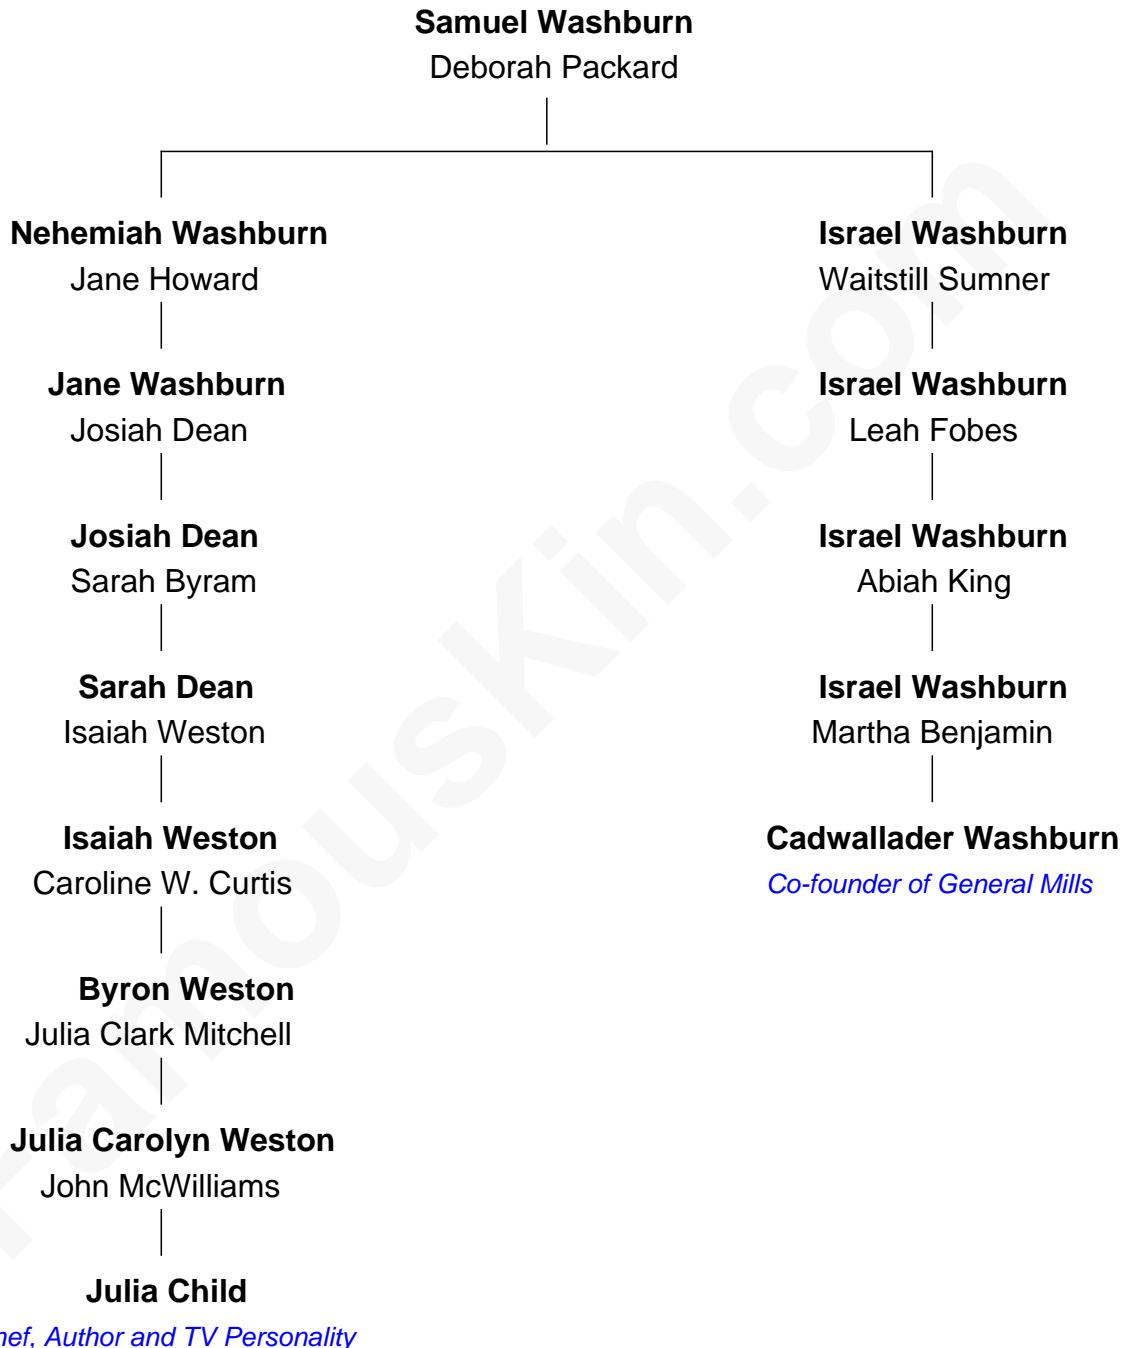 Samuel Washburn
Deborah Packard
Nehemiah Washburn
Jane Howard
Jane Washburn
Josiah Dean
Josiah Dean
Sarah Byram
Sarah Dean
Isaiah Weston
Isaiah Weston
Caroline W. Curtis
Byron Weston
Julia Clark Mitchell
Julia Carolyn Weston
John McWilliams
Julia Child
hef, Author and TV Personality
Israel Washburn
Waitstill Sumner
Israel Washburn
Leah Fobes
Israel Washburn
Abiah King
Israel Washburn
Martha Benjamin
Cadwallader Washburn
Co-founder of General Mills
FamousKin.com